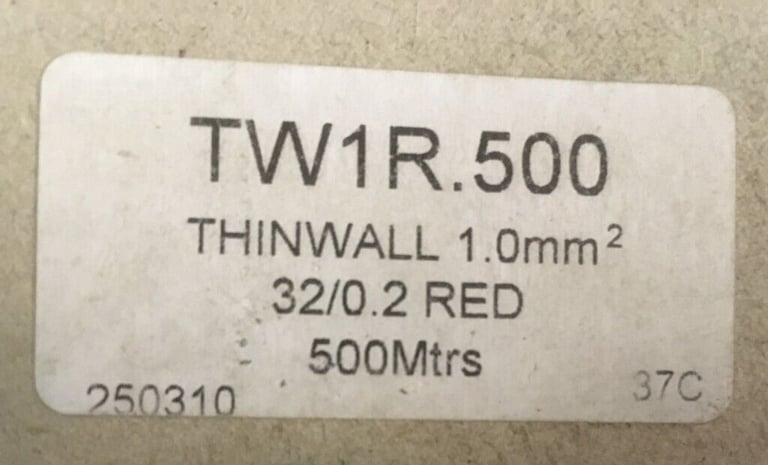 TW1R.500
THINWALL 1.0mm²
32/0.2 RED
500Mtrs
250310
37C